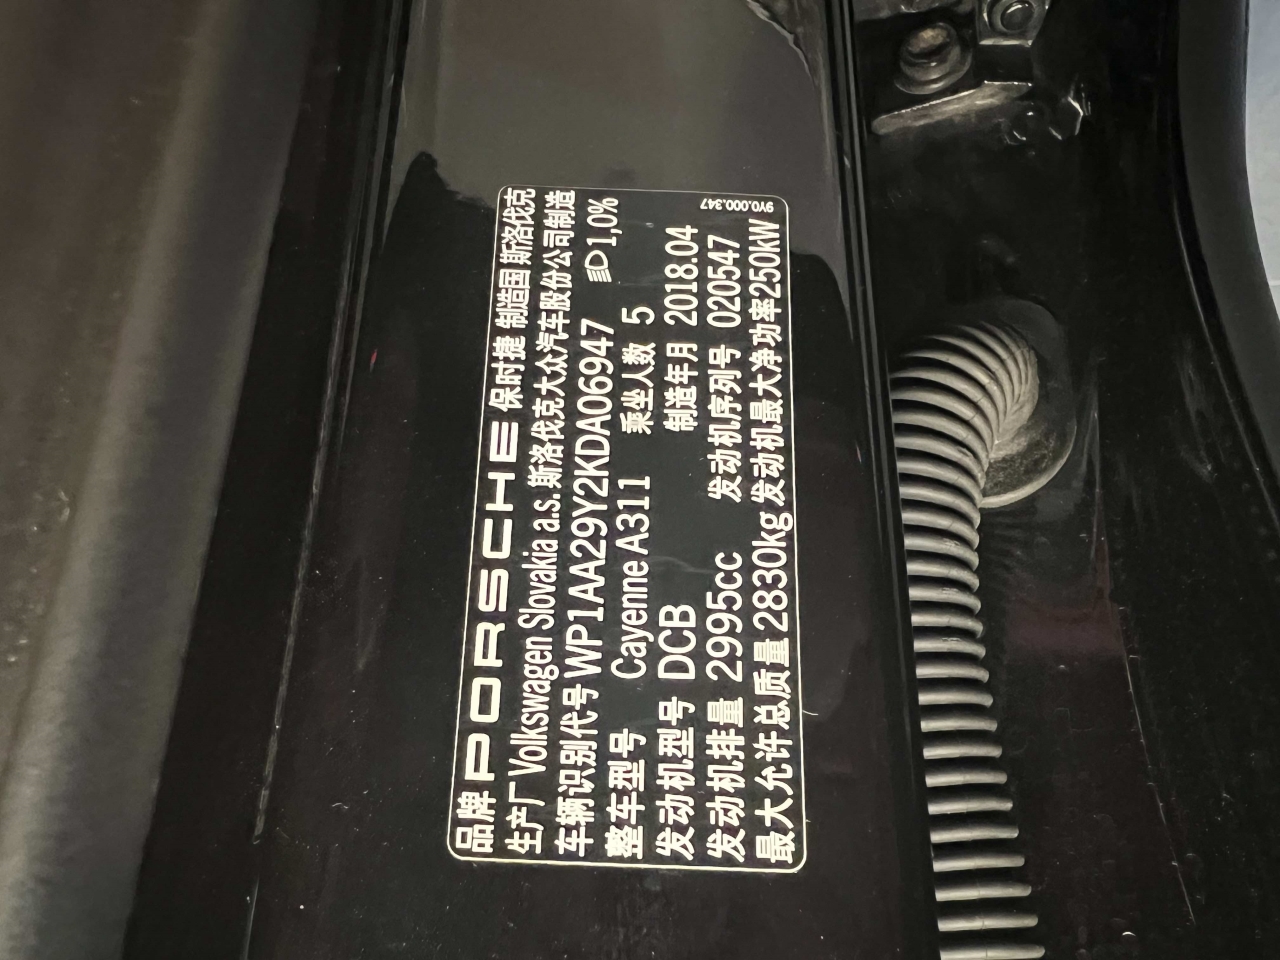 品牌 PORSCHE 保时捷 制造国 斯洛伐克
生产厂 Volkswagen Slovakia a.s.斯洛伐克大众汽车股份公司制造
车辆识别代号 WP1AA29Y2KDA06947 1,0%
整车型号 Cayenne A311 乘坐人数 5
发动机型号 DCB 制造年月 2018.04
发动机排量 2995cc 发动机序列号 020547
最大允许总质量 2830kg 发动机最大净功率250kW
9Y0.000.347